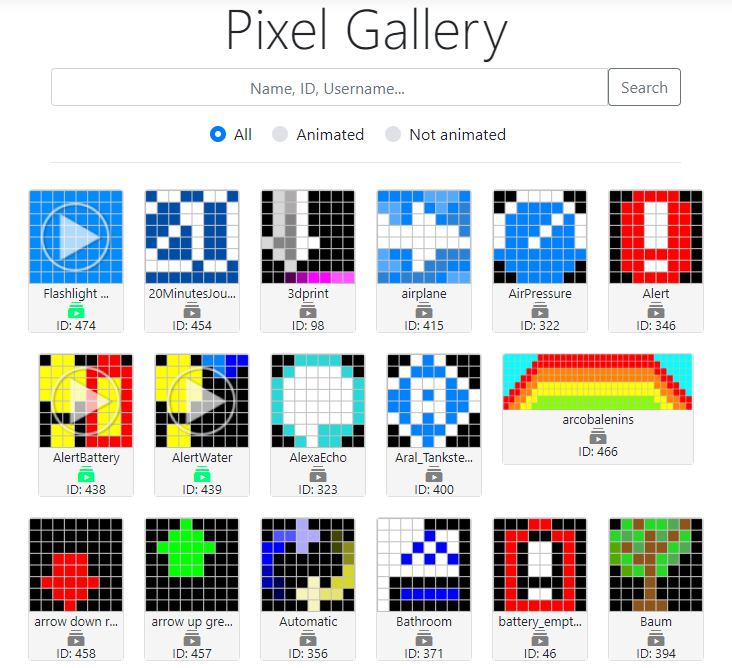 Pixel Gallery
Name, ID, Username...
Search
All Animated Not animated
Flashlight ... 20MinutesJou... 3dprint airplane AirPressure Alert
ID: 474 ID: 454 ID: 98 ID: 415 ID: 322 ID: 346
AlertBattery AlertWater AlexaEcho Aral_Tankste... arcobalenins
ID: 438 ID: 439 ID: 323 ID: 400 ID: 466
arrow down r... arrow up gre... Automatic Bathroom battery_empt... Baum
ID: 458 ID: 457 ID: 356 ID: 371 ID: 46 ID: 394